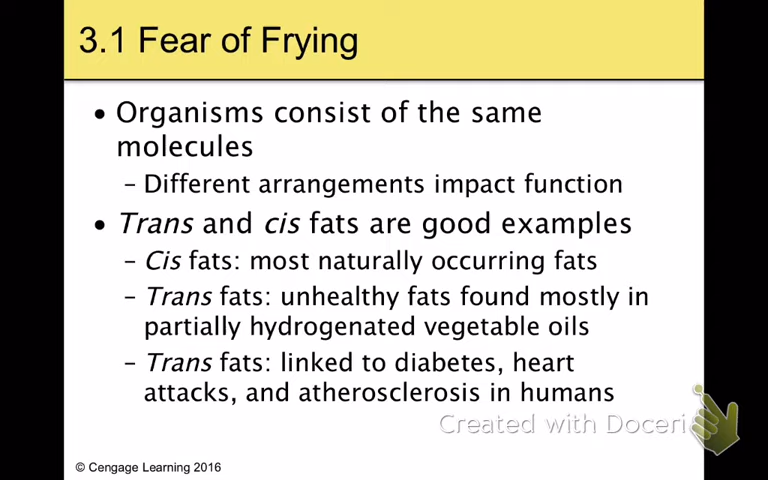 3.1 Fear of Frying
• Organisms consist of the same
molecules
– Different arrangements impact function
• Trans and cis fats are good examples
– Cis fats: most naturally occurring fats
– Trans fats: unhealthy fats found mostly in
partially hydrogenated vegetable oils
– Trans fats: linked to diabetes, heart
attacks, and atherosclerosis in humans
Created with Doceri
© Cengage Learning 2016